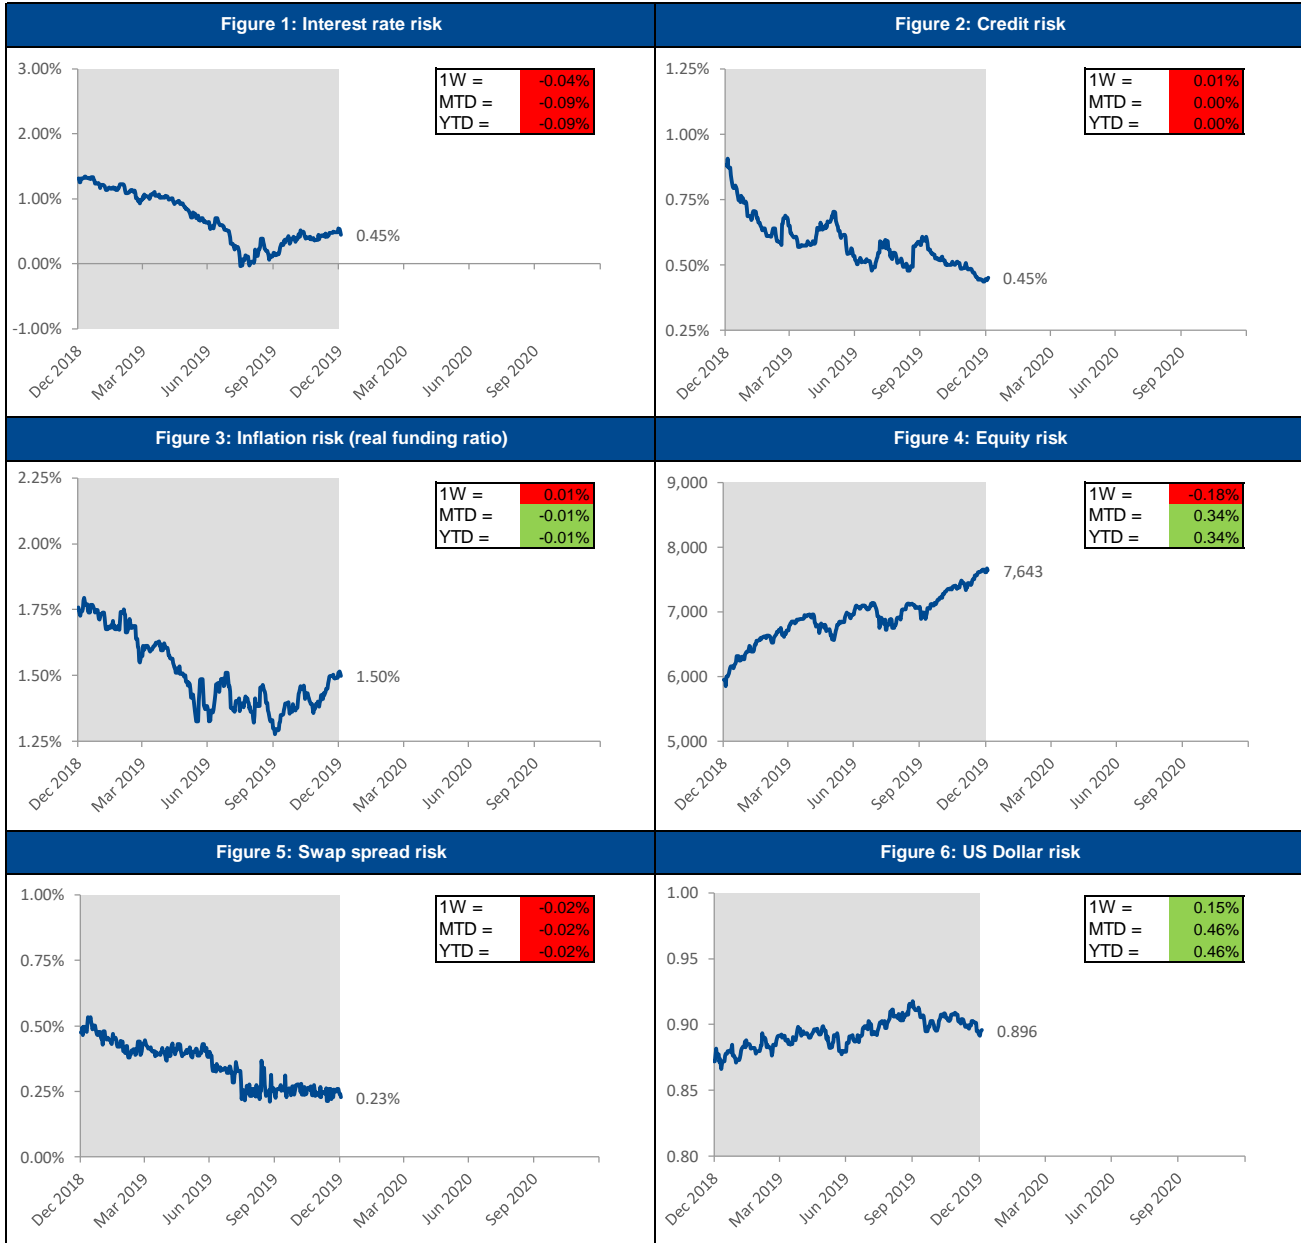 Figure 1: Interest rate risk
3.00%
2.00%
1.00%
0.00%
-1.00%
1W = -0.04%
MTD = -0.09%
YTD = -0.09%
0.45%
Dec 2018 Mar 2019 Jun 2019 Sep 2019 Dec 2019 Mar 2020 Jun 2020 Sep 2020
Figure 2: Credit risk
1.25%
1.00%
0.75%
0.50%
0.25%
1W = 0.01%
MTD = 0.00%
YTD = 0.00%
0.45%
Dec 2018 Mar 2019 Jun 2019 Sep 2019 Dec 2019 Mar 2020 Jun 2020 Sep 2020
Figure 3: Inflation risk (real funding ratio)
2.25%
2.00%
1.75%
1.50%
1.25%
1W = 0.01%
MTD = -0.01%
YTD = -0.01%
1.50%
Dec 2018 Mar 2019 Jun 2019 Sep 2019 Dec 2019 Mar 2020 Jun 2020 Sep 2020
Figure 4: Equity risk
9,000
8,000
7,000
6,000
5,000
1W = -0.18%
MTD = 0.34%
YTD = 0.34%
7,643
Dec 2018 Mar 2019 Jun 2019 Sep 2019 Dec 2019 Mar 2020 Jun 2020 Sep 2020
Figure 5: Swap spread risk
1.00%
0.75%
0.50%
0.25%
0.00%
1W = -0.02%
MTD = -0.02%
YTD = -0.02%
0.23%
Dec 2018 Mar 2019 Jun 2019 Sep 2019 Dec 2019 Mar 2020 Jun 2020 Sep 2020
Figure 6: US Dollar risk
1.00
0.95
0.90
0.85
0.80
1W = 0.15%
MTD = 0.46%
YTD = 0.46%
0.896
Dec 2018 Mar 2019 Jun 2019 Sep 2019 Dec 2019 Mar 2020 Jun 2020 Sep 2020